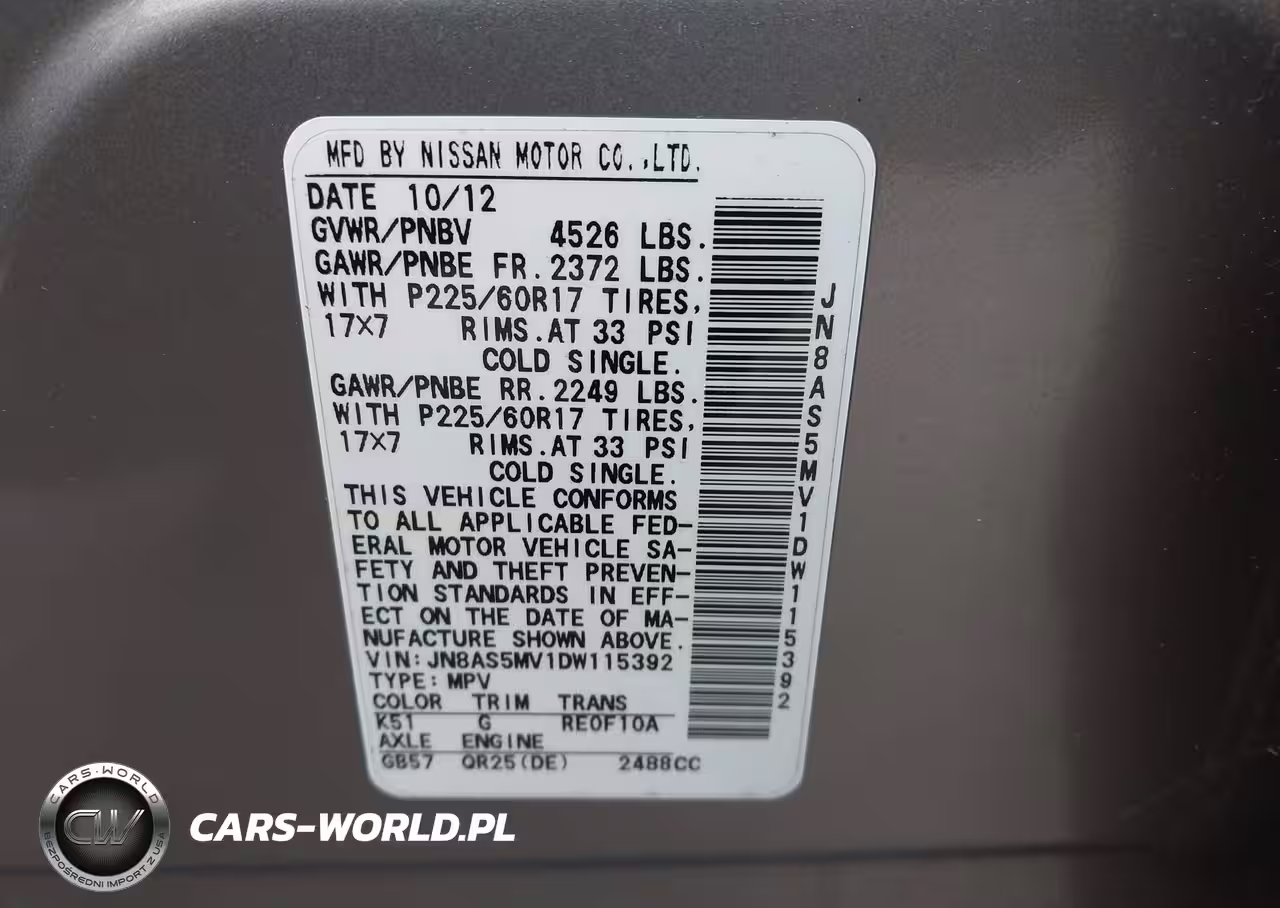 MFD BY NISSAN MOTOR CO.,LTD.
DATE 10/12
GVWR/PNBV 4526 LBS.
GAWR/PNBE FR.2372 LBS.
WITH P225/60R17 TIRES,
17×7 RIMS.AT 33 PSI
COLD SINGLE.
GAWR/PNBE RR.2249 LBS.
WITH P225/60R17 TIRES,
17×7 RIMS.AT 33 PSI
COLD SINGLE.
THIS VEHICLE CONFORMS
TO ALL APPLICABLE FED-
ERAL MOTOR VEHICLE SA-
FETY AND THEFT PREVEN-
TION STANDARDS IN EFF-
ECT ON THE DATE OF MA-
NUFACTURE SHOWN ABOVE.
VIN:JN8AS5MV1DW115392
TYPE:MPV
COLOR TRIM TRANS
K51 G RE0F10A
AXLE ENGINE
GB57 QR25(DE) 2488CC
JN8AS5MV1DW115392
CARS-WORLD
CW
BEZPOŚREDNI IMPORT Z USA
CARS-WORLD.PL